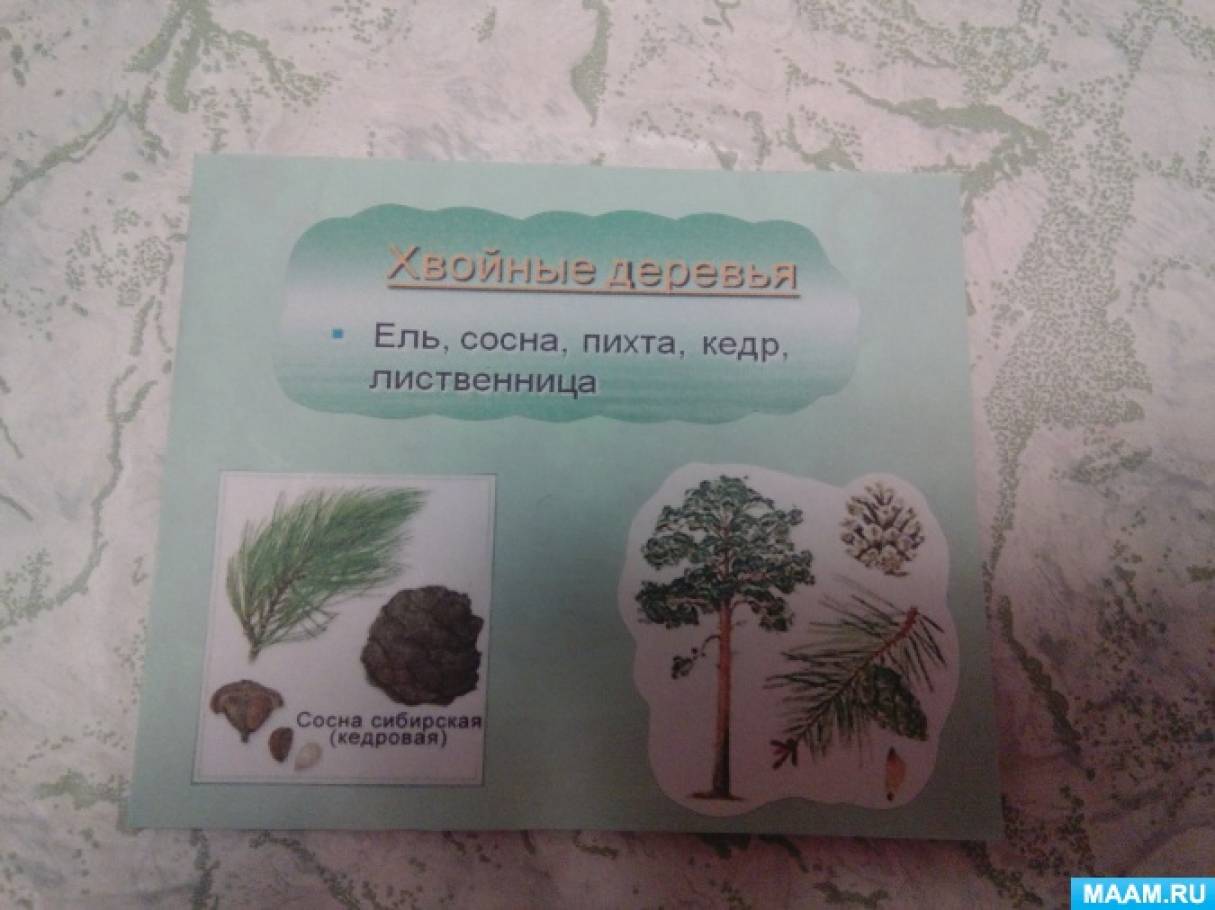 Хвойные деревья
▪ Ель, сосна, пихта, кедр,
лиственница
Сосна сибирская
(кедровая)
MAAM.RU